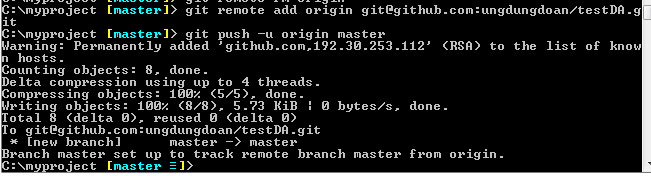 C:\myproject [master]> git remote add origin git@github.com:ungdungdoan/testDA.g
it
C:\myproject [master]> git push -u origin master
Warning: Permanently added 'github.com,192.30.253.112' (RSA) to the list of know
n hosts.
Counting objects: 8, done.
Delta compression using up to 4 threads.
Compressing objects: 100% (5/5), done.
Writing objects: 100% (8/8), 5.73 KiB ¦ 0 bytes/s, done.
Total 8 (delta 0), reused 0 (delta 0)
To git@github.com:ungdungdoan/testDA.git
 * [new branch]      master -> master
Branch master set up to track remote branch master from origin.
C:\myproject [master ≡]>